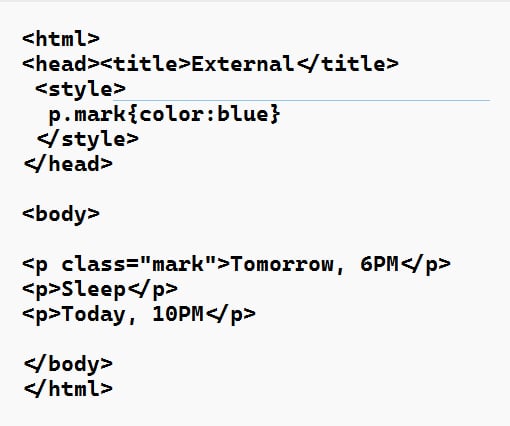 <html>
<head><title>External</title>
<style>
p.mark{color:blue}
</style>
</head>
<body>
<p class="mark">Tomorrow, 6PM</p>
<p>Sleep</p>
<p>Today, 10PM</p>
</body>
</html>